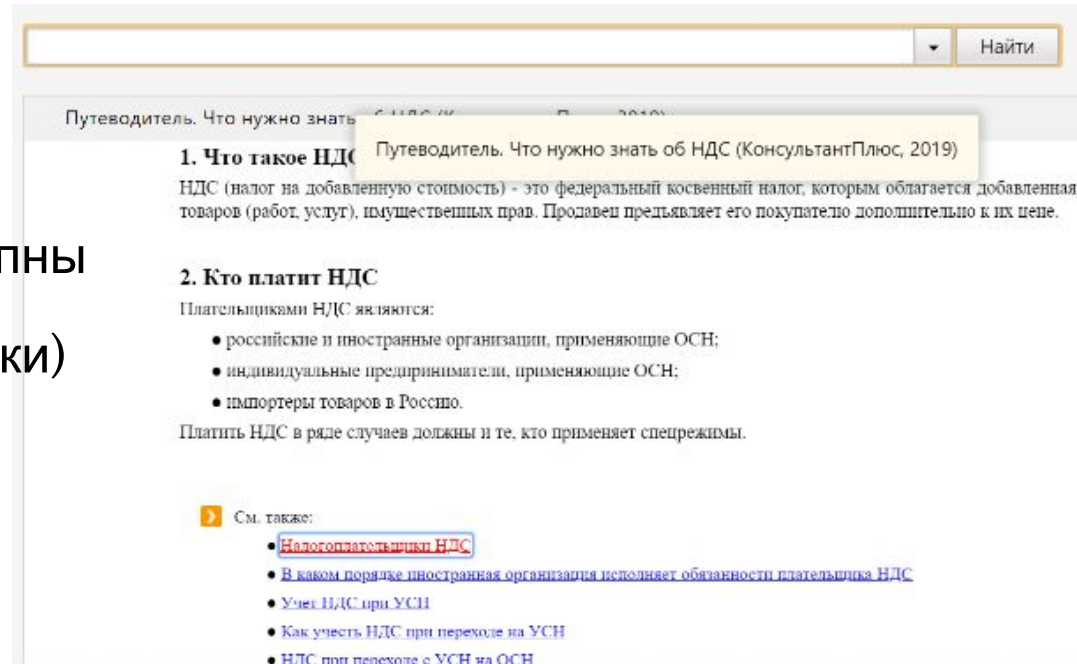 Найти
Путеводитель. Что нужно знать
Путеводитель. Что нужно знать об НДС (КонсультантПлюс, 2019)
1. Что такое НДС
НДС (налог на добавленную стоимость) - это федеральный косвенный налог, которым облагается добавленная
товаров (работ, услуг), имущественных прав. Продавец предъявляет его покупателю дополнительно к их цене.
пны
2. Кто платит НДС
Плательщиками НДС являются:
● российские и иностранные организации, применяющие ОСН;
ки)
● индивидуальные предприниматели, применяющие ОСН;
● импортеры товаров в Россию.
Платить НДС в ряде случаев должны и те, кто применяет спецрежимы.
См. также:
● Налогоплательщики НДС
● В каком порядке иностранная организация исполняет обязанности плательщика НДС
● Учет НДС при УСН
● Как учесть НДС при переходе на УСН
● НДС при переходе с УСН на ОСН